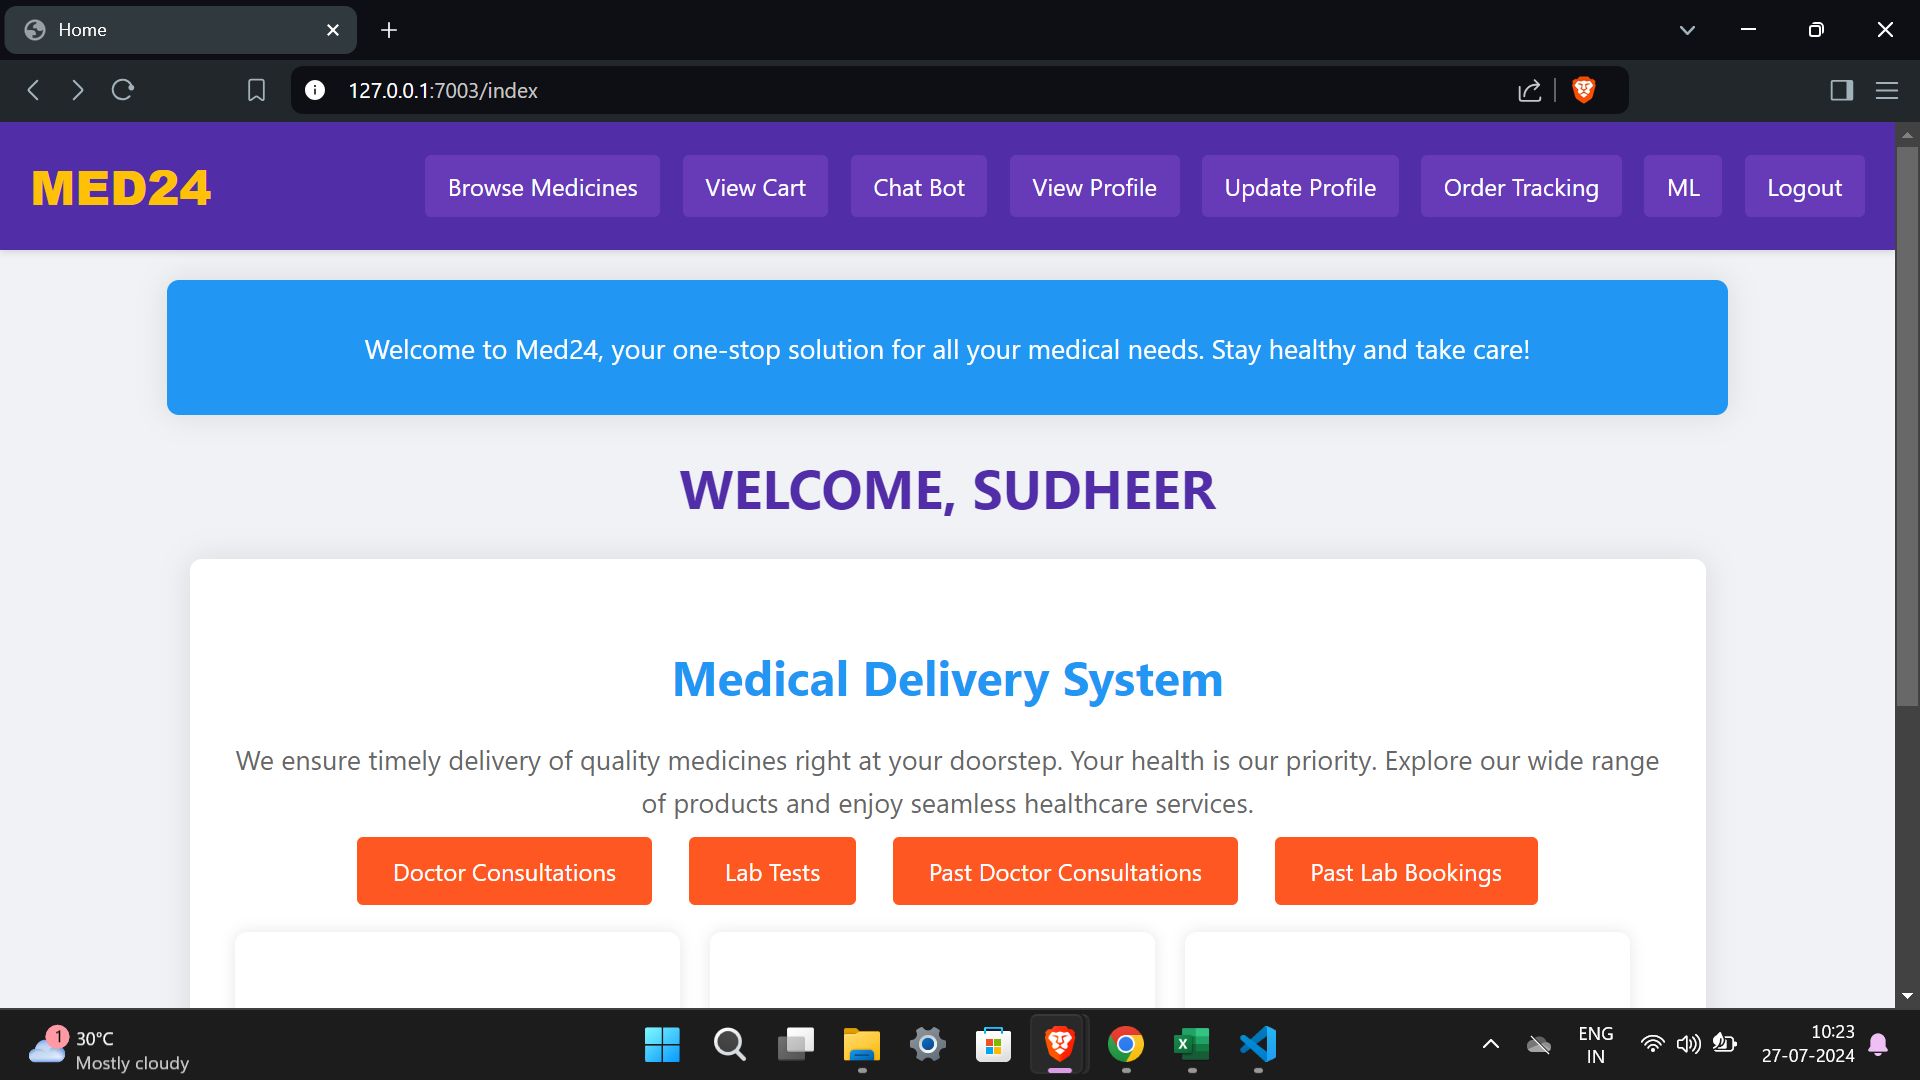 Home
127.0.0.1:7003/index
MED24
Browse Medicines
View Cart
Chat Bot
View Profile
Update Profile
Order Tracking
ML
Logout
Welcome to Med24, your one-stop solution for all your medical needs. Stay healthy and take care!
WELCOME, SUDHEER
Medical Delivery System
We ensure timely delivery of quality medicines right at your doorstep. Your health is our priority. Explore our wide range
of products and enjoy seamless healthcare services.
Doctor Consultations
Lab Tests
Past Doctor Consultations
Past Lab Bookings
1
30°C
Mostly cloudy
X
ENG
IN
10:23
27-07-2024